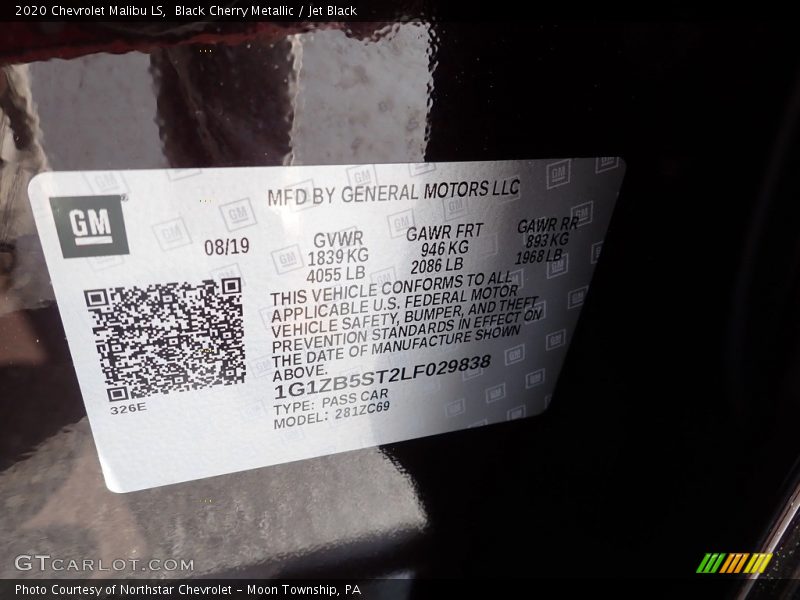 2020 Chevrolet Malibu LS, Black Cherry Metallic / Jet Black
MFD BY GENERAL MOTORS LLC
GM
08/19
GVWR
1839 KG
4055 LB
GAWR FRT
946 KG
2086 LB
GAWR RR
893 KG
1968 LB
THIS VEHICLE CONFORMS TO ALL
APPLICABLE U.S. FEDERAL MOTOR
VEHICLE SAFETY, BUMPER, AND THEFT
PREVENTION STANDARDS IN EFFECT ON
THE DATE OF MANUFACTURE SHOWN
ABOVE.
1G1ZB5ST2LF029838
TYPE: PASS CAR
MODEL: 281ZC69
326E
GTCARLOT.COM
Photo Courtesy of Northstar Chevrolet - Moon Township, PA